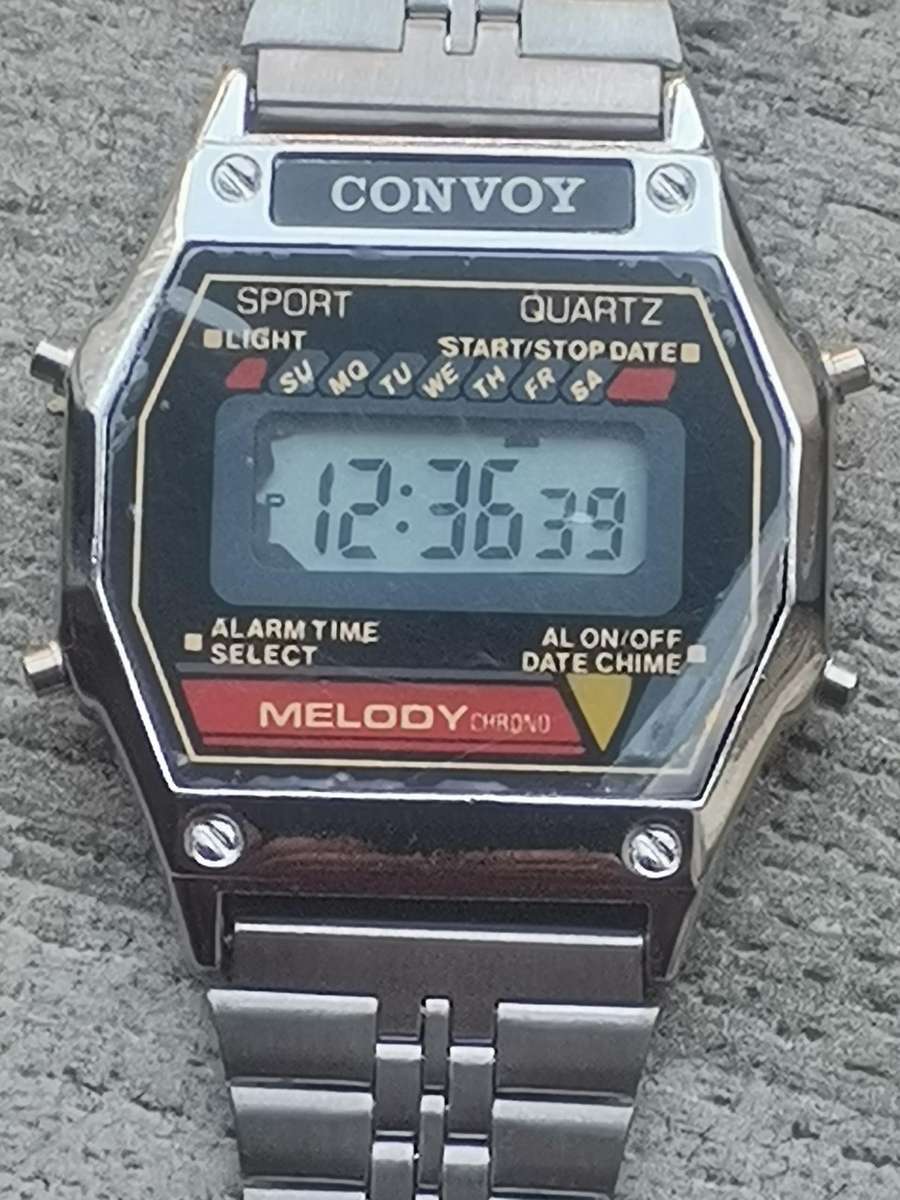 CONVOY
SPORT QUARTZ
LIGHT START/STOP DATE
SU MO TU WE TH FR SA
P 12:36 39
ALARM TIME AL ON/OFF
SELECT DATE CHIME
MELODY CHRONO